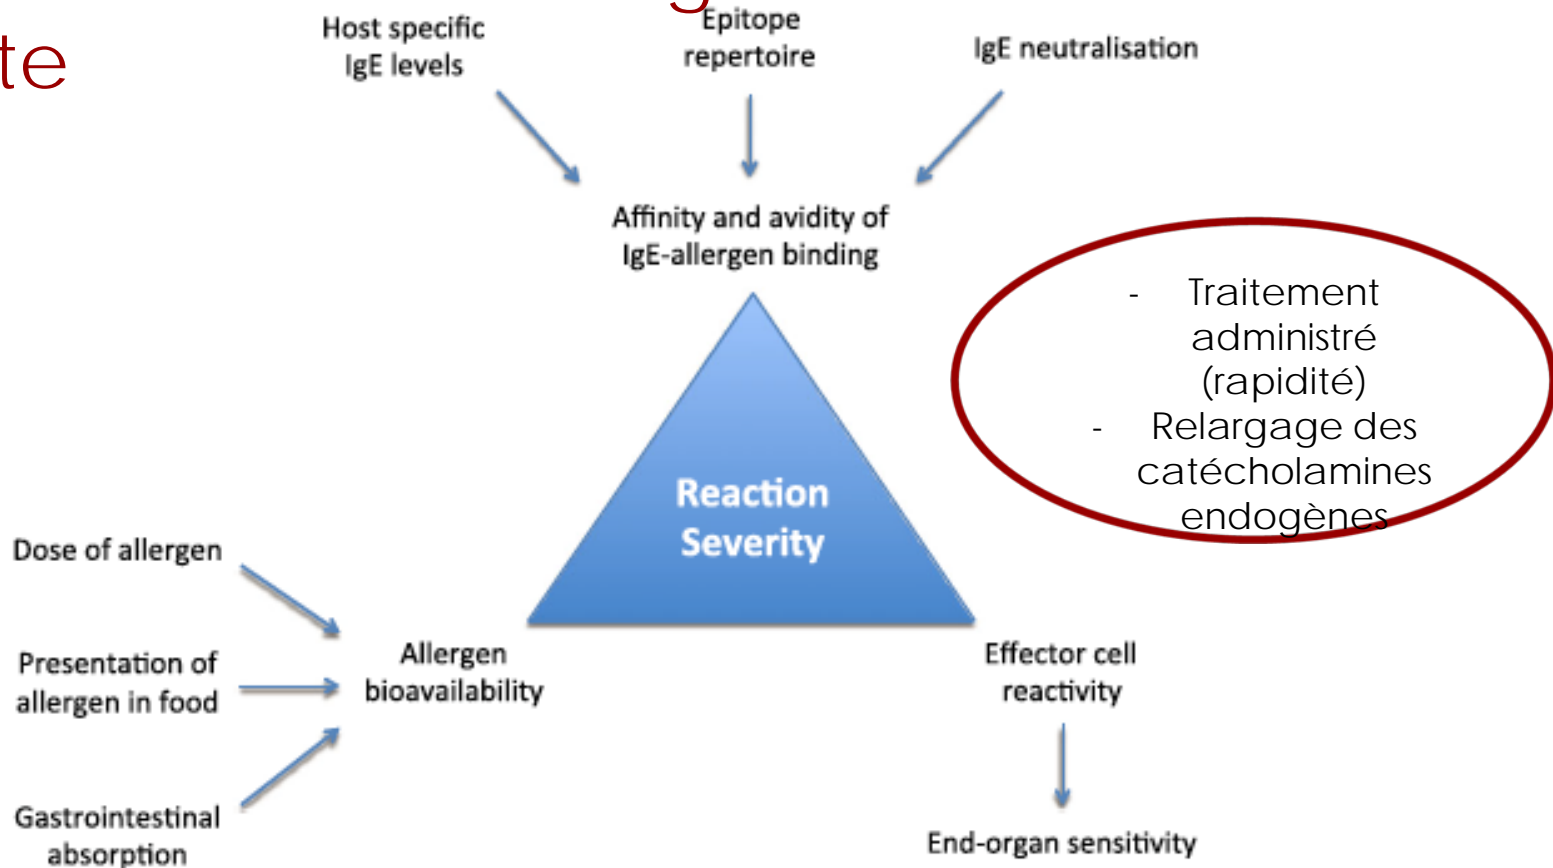 te
Host specific
IgE levels
Epitope
repertoire
IgE neutralisation
Affinity and avidity of
IgE-allergen binding
- Traitement
administré
(rapidité)
- Relargage des
catécholamines
endogènes
Reaction
Severity
Dose of allergen
Presentation of
allergen in food
Gastrointestinal
absorption
Allergen
bioavailability
Effector cell
reactivity
End-organ sensitivity